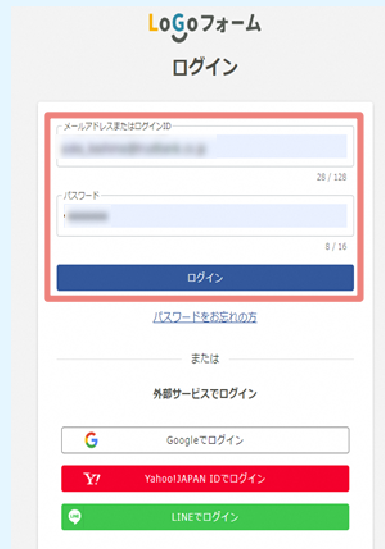 LoGoフォーム
ログイン
メールアドレスまたはログインID
28 / 128
パスワード
8 / 16
ログイン
パスワードをお忘れの方
または
外部サービスでログイン
Googleでログイン
Yahoo!JAPAN IDでログイン
LINEでログイン